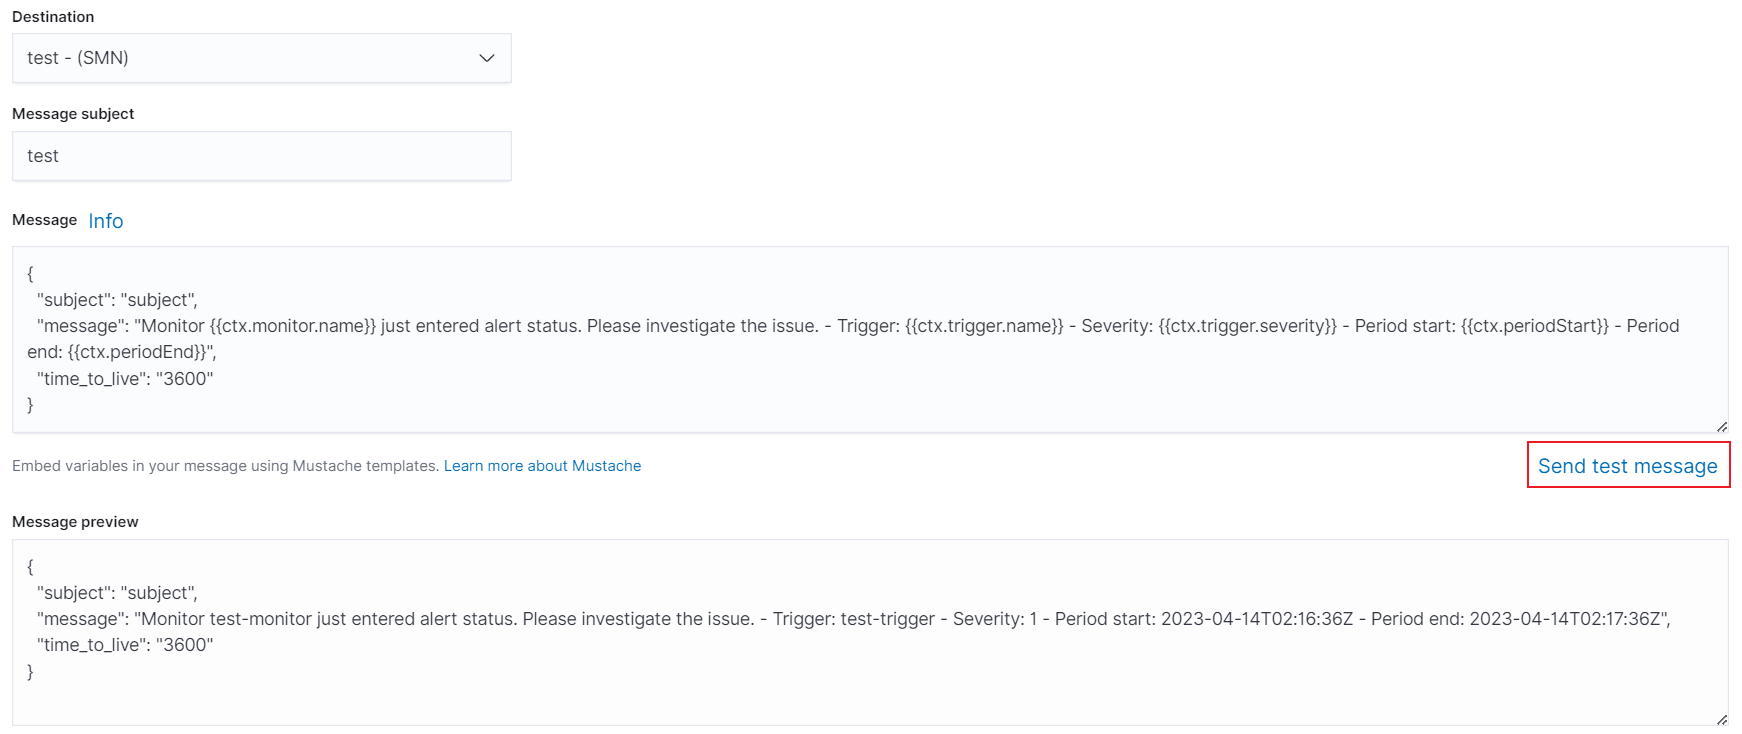 Destination
test - (SMN)
Message subject
test
Message Info
{
"subject": "subject",
"message": "Monitor {{ctx.monitor.name}} just entered alert status. Please investigate the issue. - Trigger: {{ctx.trigger.name}} - Severity: {{ctx.trigger.severity}} - Period start: {{ctx.periodStart}} - Period
end: {{ctx.periodEnd}}",
"time_to_live": "3600"
}
Embed variables in your message using Mustache templates. Learn more about Mustache
Send test message
Message preview
{
"subject": "subject",
"message": "Monitor test-monitor just entered alert status. Please investigate the issue. - Trigger: test-trigger - Severity: 1 - Period start: 2023-04-14T02:16:36Z - Period end: 2023-04-14T02:17:36Z",
"time_to_live": "3600"
}